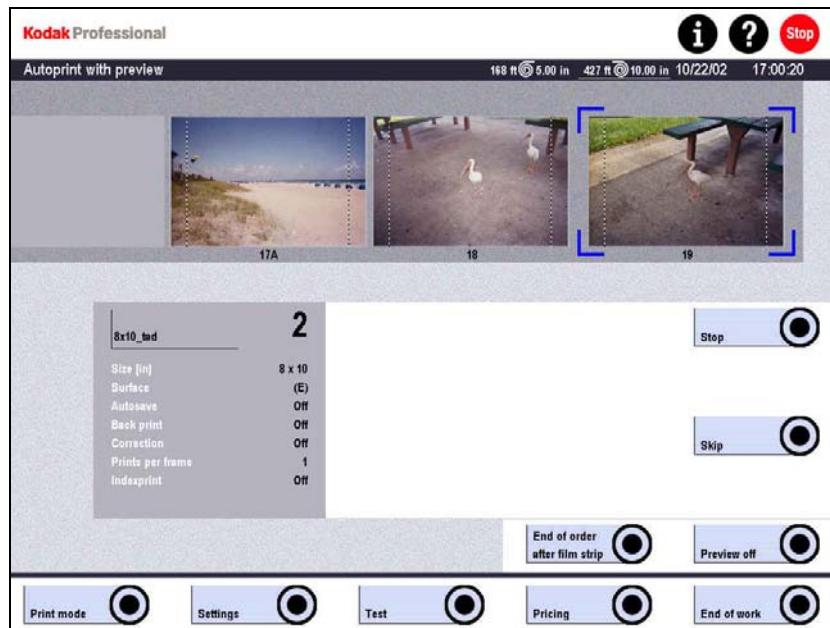 Kodak Professional
i ? Stop
Autoprint with preview 168 ft 5.00 in 427 ft 10.00 in 10/22/02 17:00:20
17A 18 19
8x10_tad 2
Size [in] 8 x 10
Surface (E)
Autosave Off
Back print Off
Correction Off
Prints per frame 1
Indexprint Off
Stop
Skip
End of order
after film strip
Preview off
Print mode Settings Test Pricing End of work